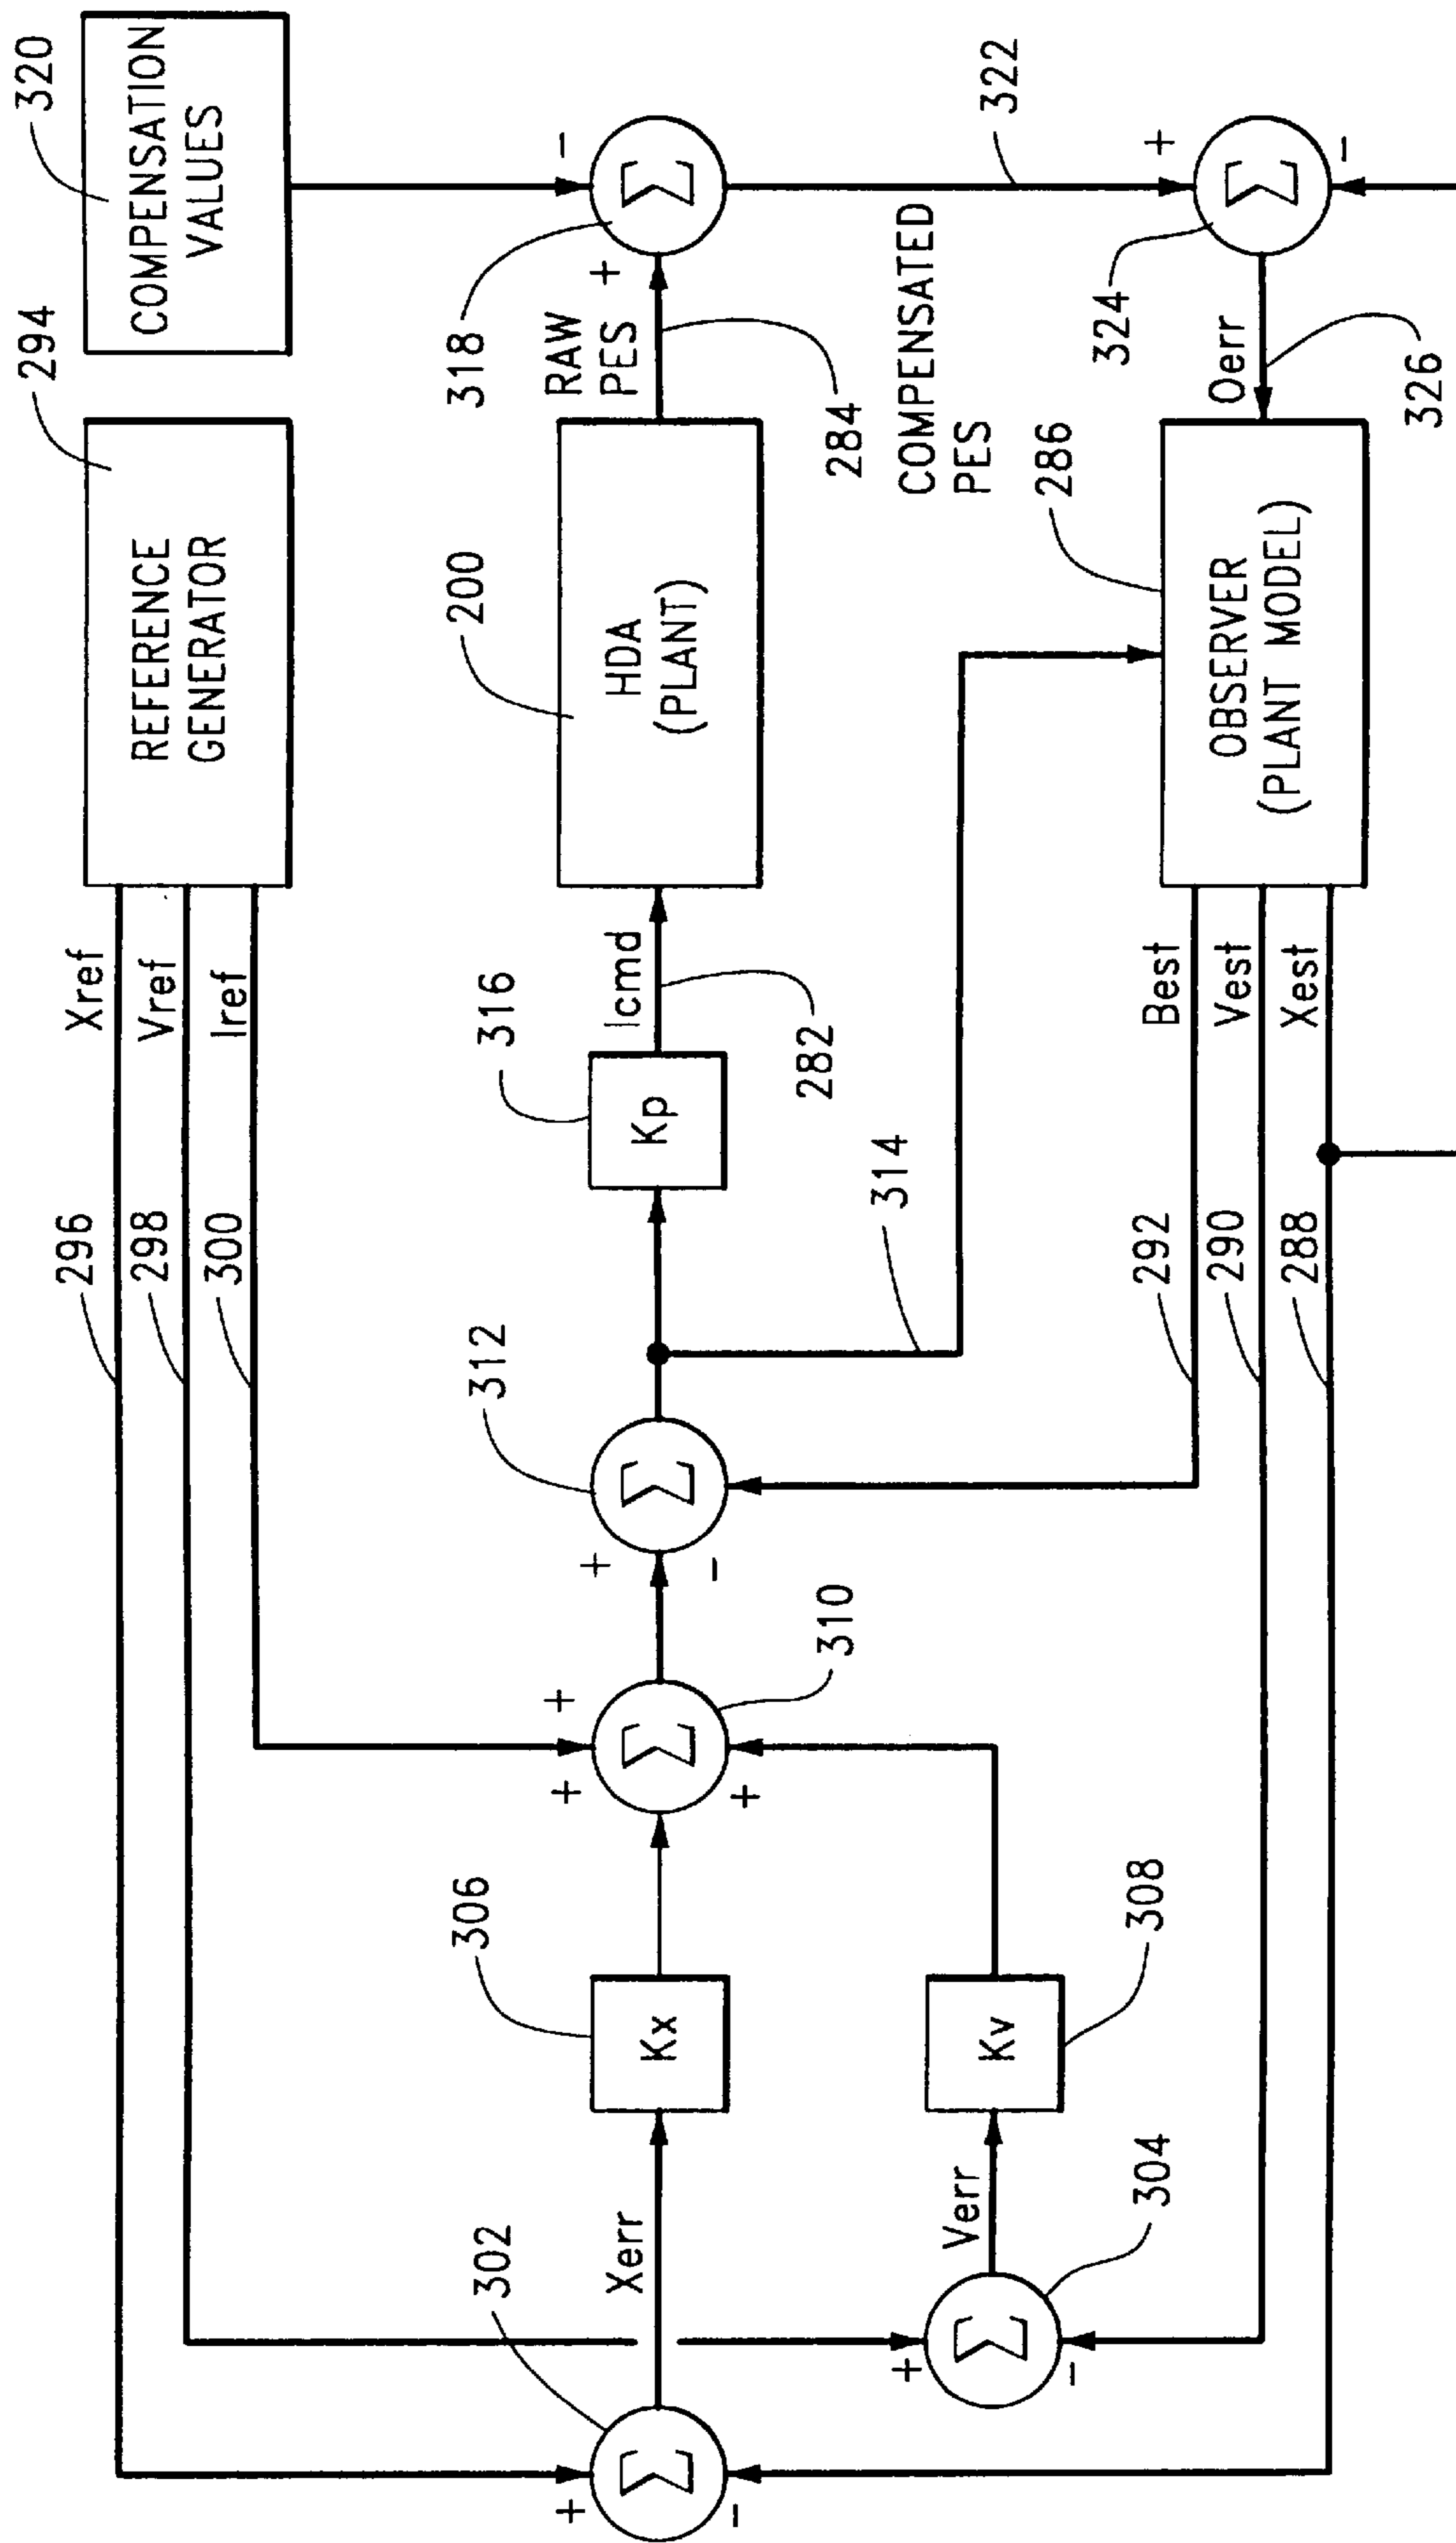 320
COMPENSATION
VALUES
294
REFERENCE
GENERATOR
Xref
Vref
Iref
296
298
300
302
+
-
Xerr
306
Kx
+
+
+
310
+
-
312
316
Kp
Icmd
282
200
HDA
(PLANT)
RAW
PES
284
318
+
-
Σ
Σ
Σ
Σ
COMPENSATED
PES
322
314
304
+
-
Σ
Verr
308
Kv
292
290
288
Best
Vest
Xest
286
OBSERVER
(PLANT MODEL)
Oerr
326
324
+
-
Σ